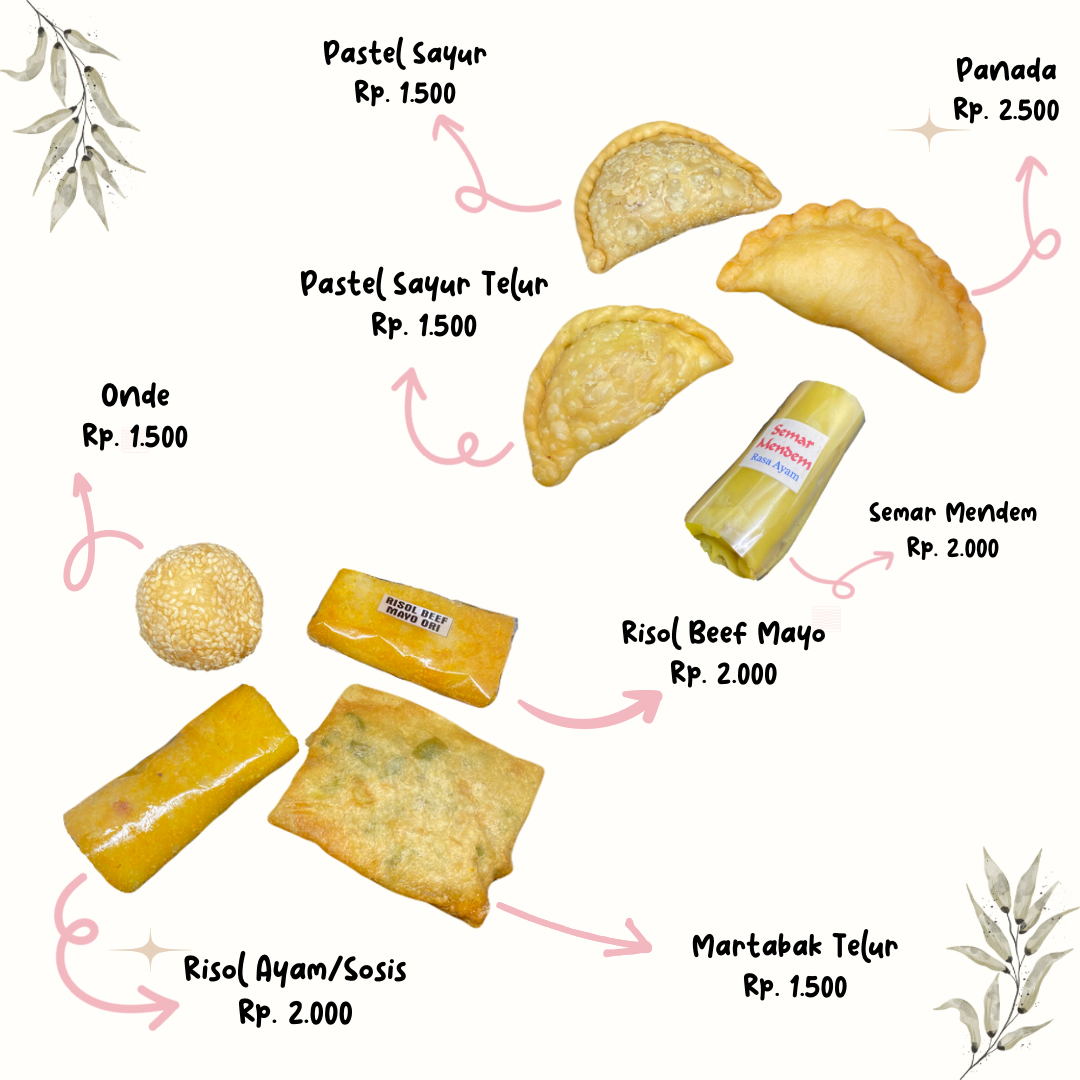 Pastel Sayur
Rp. 1.500
Panada
Rp. 2.500
Pastel Sayur Telur
Rp. 1.500
Onde
Rp. 1.500
Semar
Mendem
Rasa Ayam
Semar Mendem
Rp. 2.000
RISOL BEEF
MAYO ORI
Risol Beef Mayo
Rp. 2.000
Martabak Telur
Rp. 1.500
Risol Ayam/Sosis
Rp. 2.000